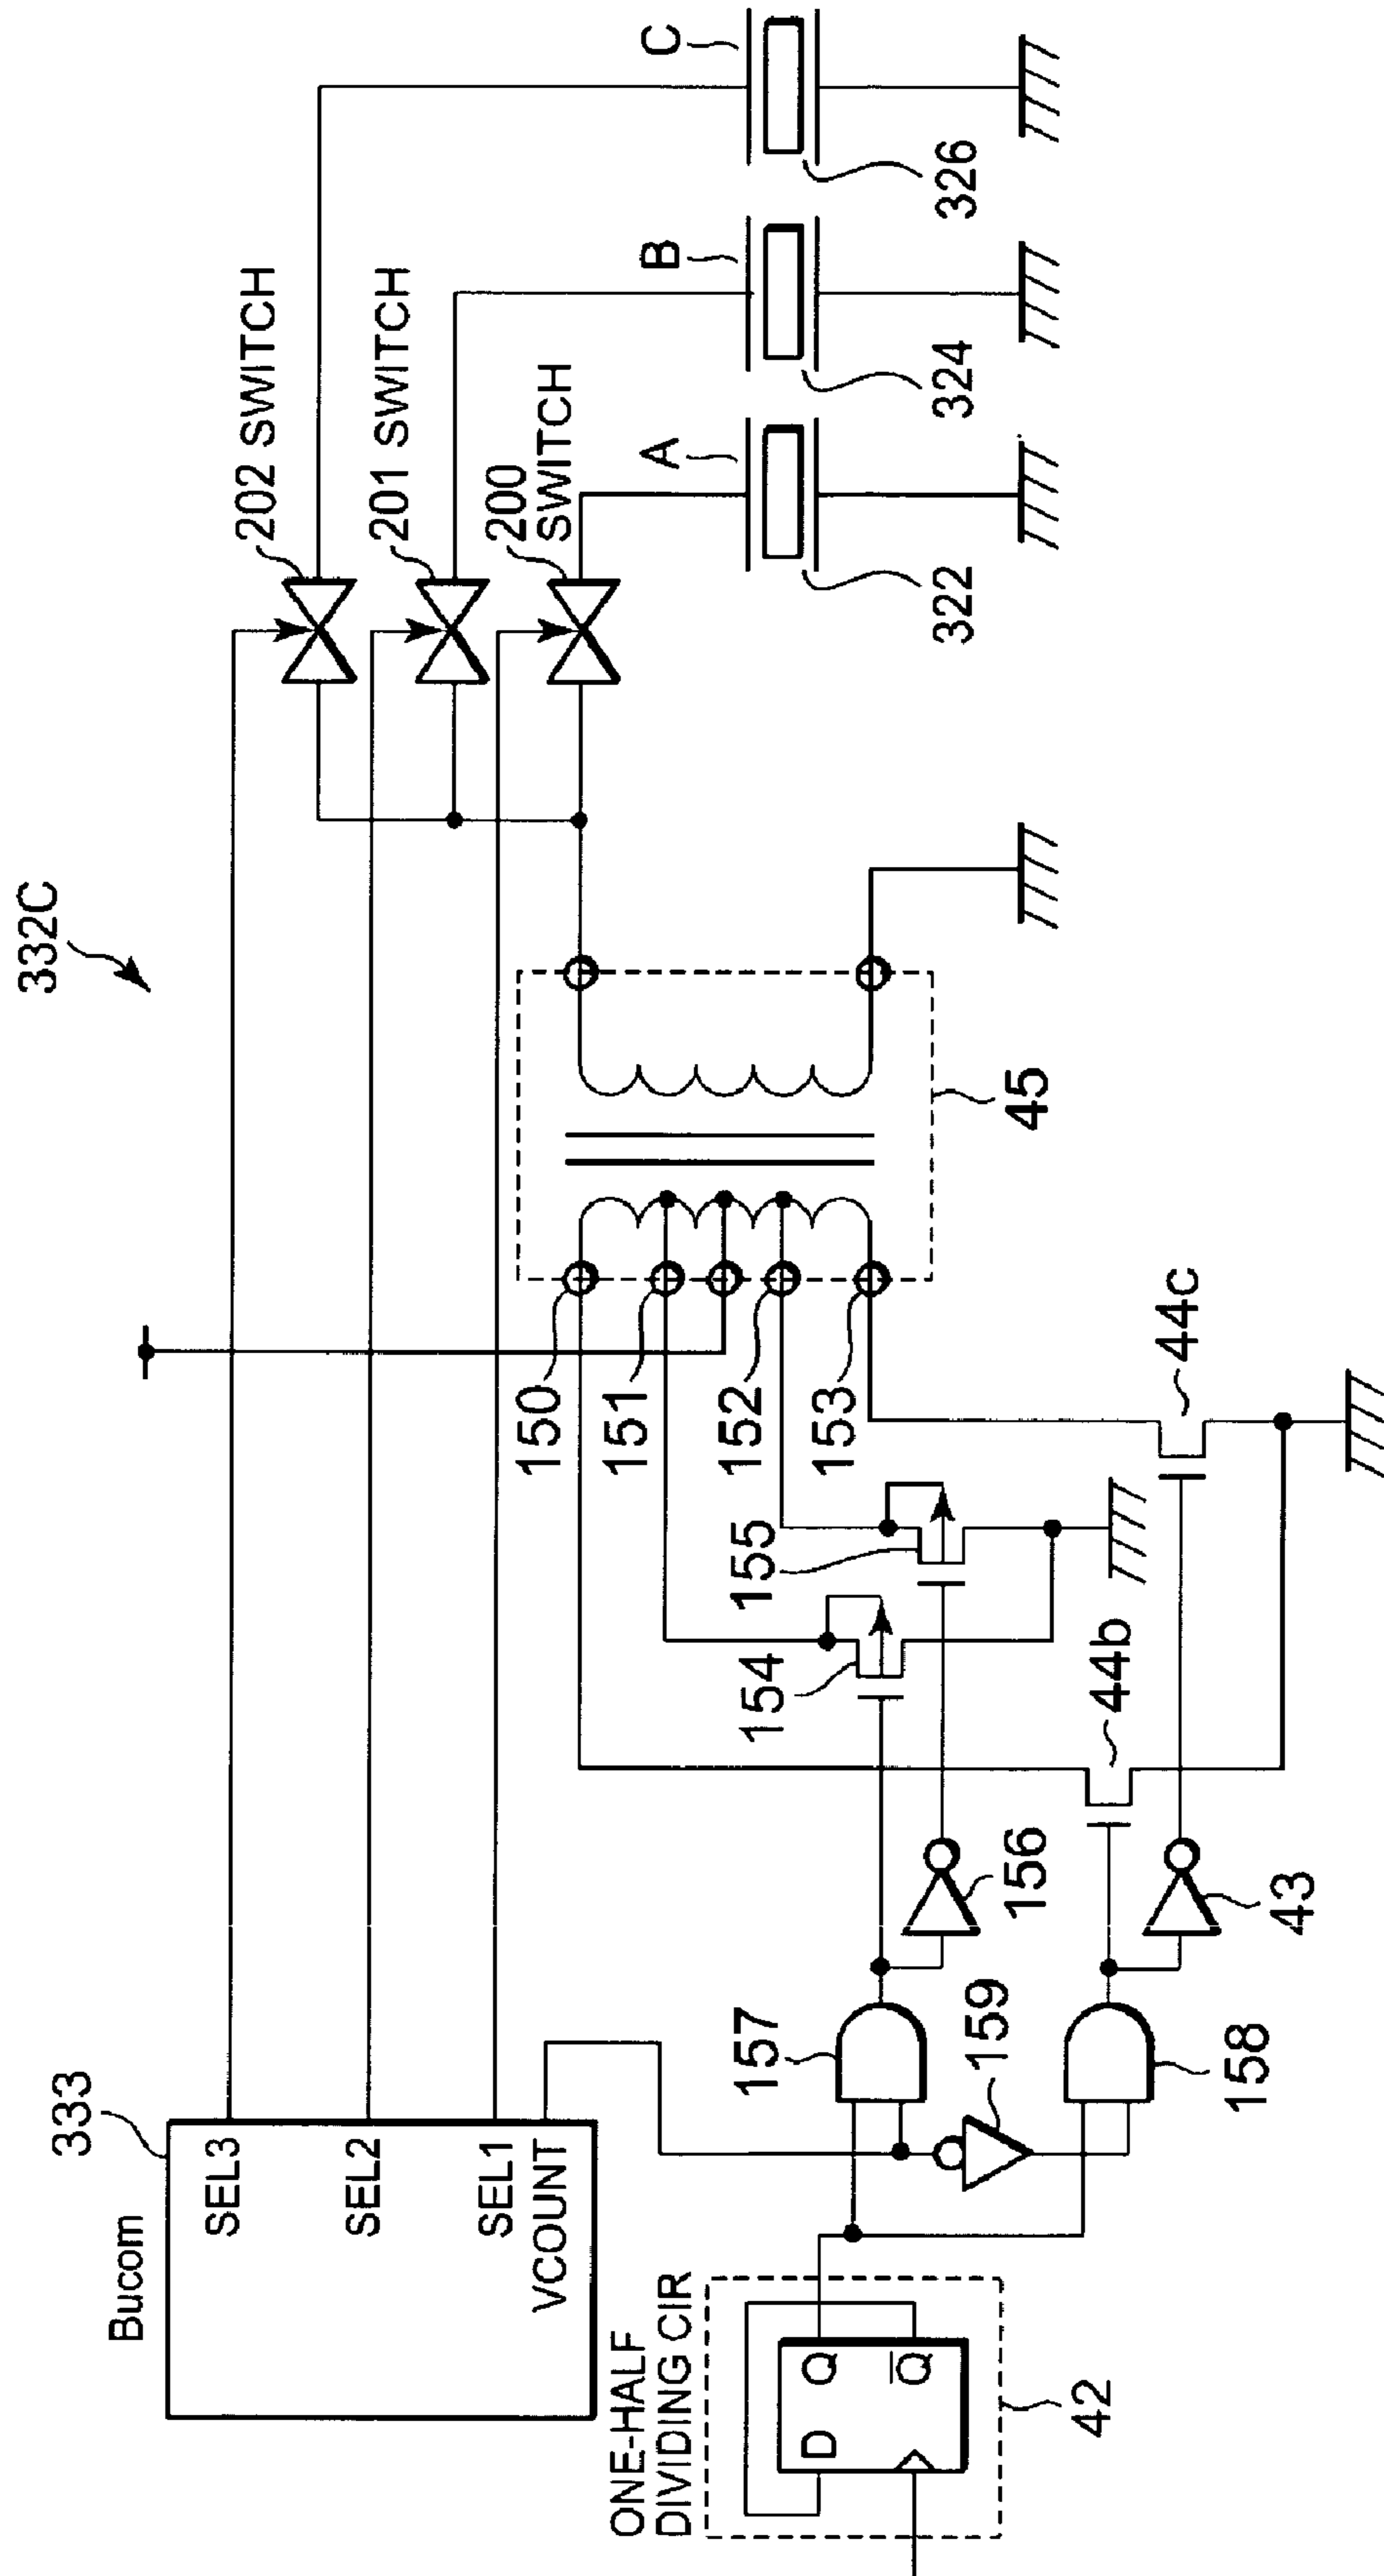 332C
333
Bucom
SEL3
SEL2
SEL1
VCOUNT
202 SWITCH
201 SWITCH
200
SWITCH
A
B
C
322
324
326
45
150
151
152
153
154
155
44b
44c
156
43
157
159
158
ONE-HALF
DIVIDING CIR
D
Q
Q̅
42